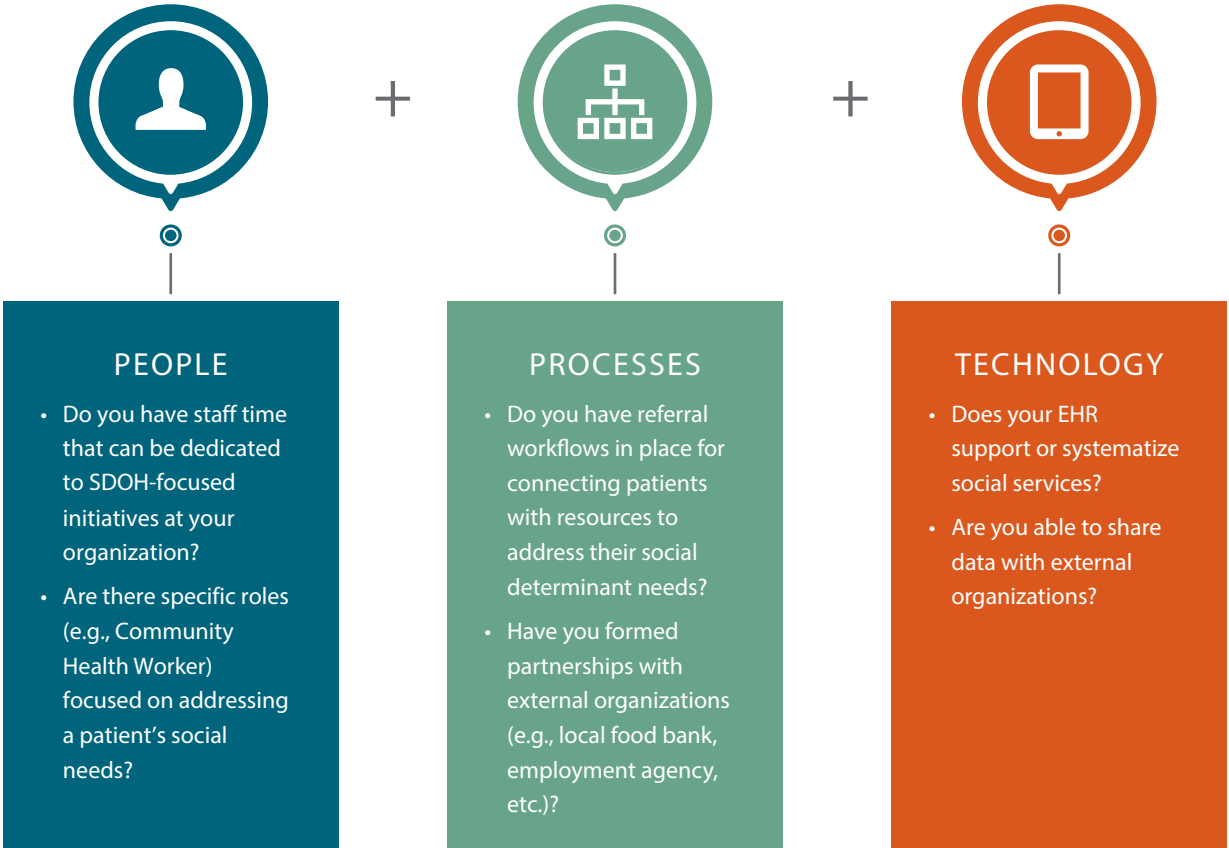 +
+
PEOPLE
• Do you have staff time
that can be dedicated
to SDOH-focused
initiatives at your
organization?
• Are there specific roles
(e.g., Community
Health Worker)
focused on addressing
a patient’s social
needs?
PROCESSES
• Do you have referral
workflows in place for
connecting patients
with resources to
address their social
determinant needs?
• Have you formed
partnerships with
external organizations
(e.g., local food bank,
employment agency,
etc.)?
TECHNOLOGY
• Does your EHR
support or systematize
social services?
• Are you able to share
data with external
organizations?